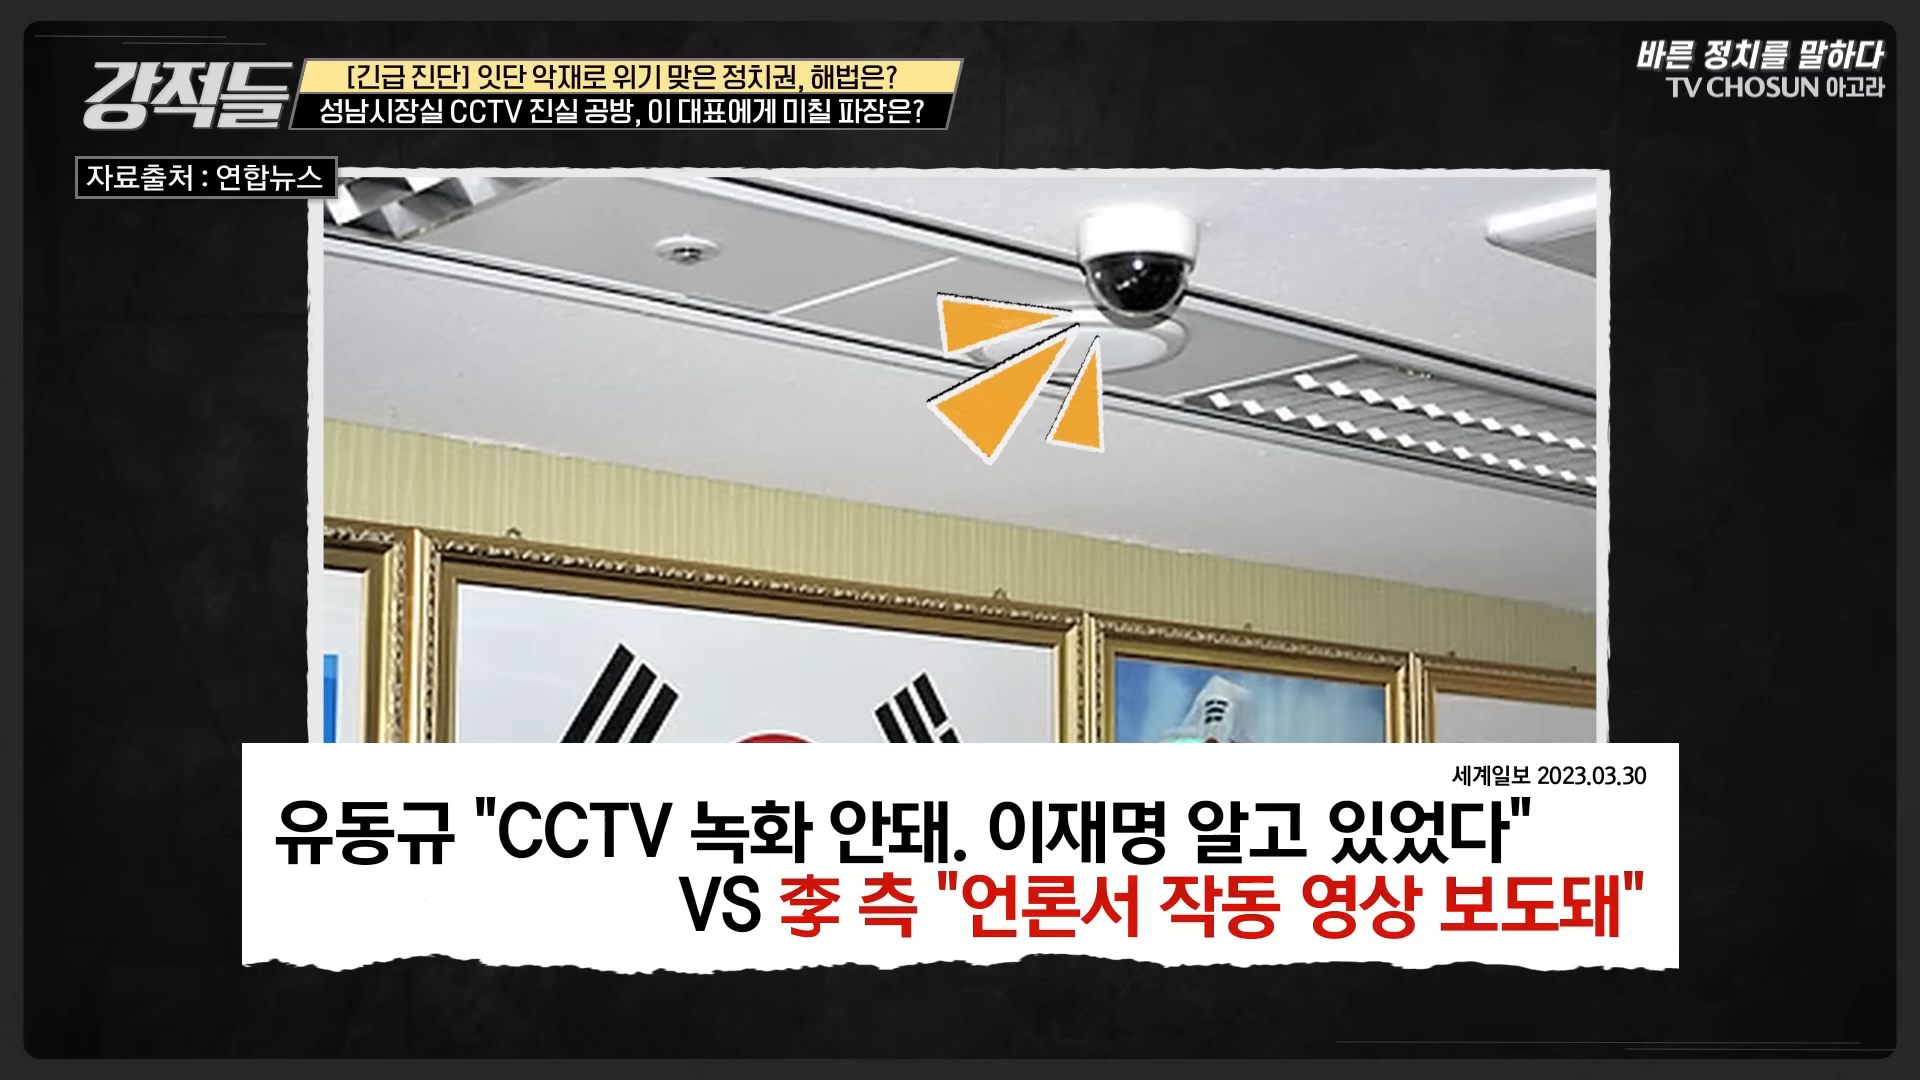 강적들
[긴급 진단] 잇단 악재로 위기 맞은 정치권, 해법은?
성남시장실 CCTV 진실 공방, 이 대표에게 미칠 파장은?
바른 정치를 말하다
TV CHOSUN 아고라
자료출처 : 연합뉴스
세계일보 2023.03.30
유동규 "CCTV 녹화 안돼. 이재명 알고 있었다"
VS 李 측 "언론서 작동 영상 보도돼"